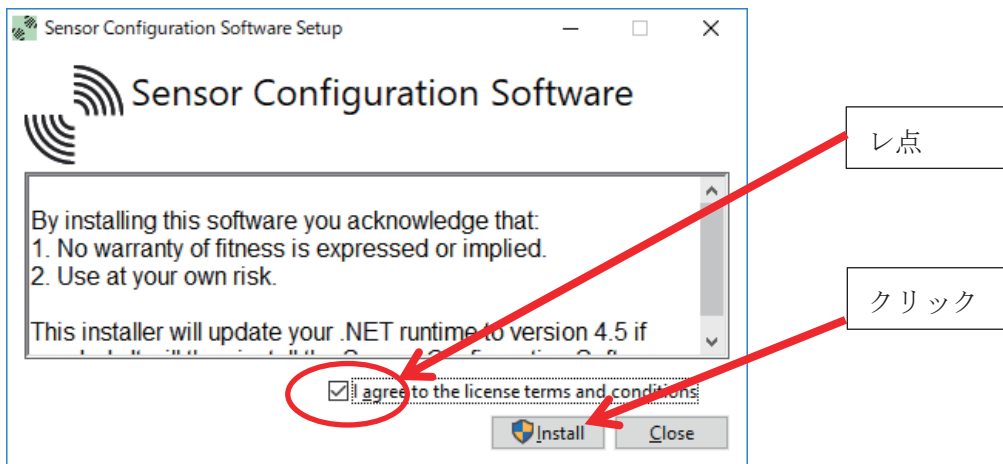 Sensor Configuration Software Setup
Sensor Configuration Software
By installing this software you acknowledge that:
1. No warranty of fitness is expressed or implied.
2. Use at your own risk.
This installer will update your .NET runtime to version 4.5 if
I agree to the license terms and conditions
Install
Close
レ点
クリック